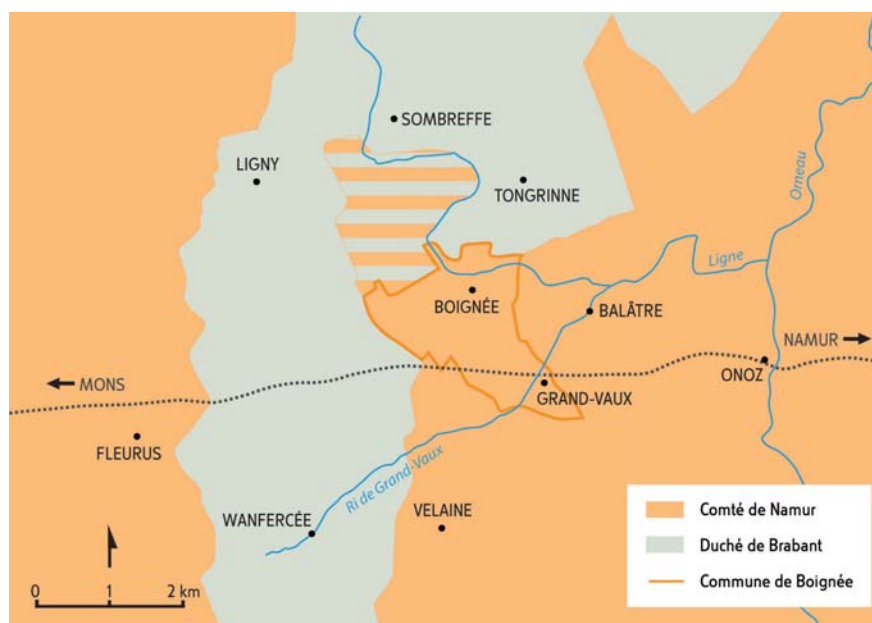 SOMBREFFE
LIGNY
TONGRINNE
Orneau
Ligne
BOIGNÉE
BALÂTRE
NAMUR
MONS
ONOZ
GRAND-VAUX
FLEURUS
Ri de Grand-Vaux
WANFERCÉE
VELAINE
Comté de Namur
Duché de Brabant
Commune de Boignée
0 1 2 km